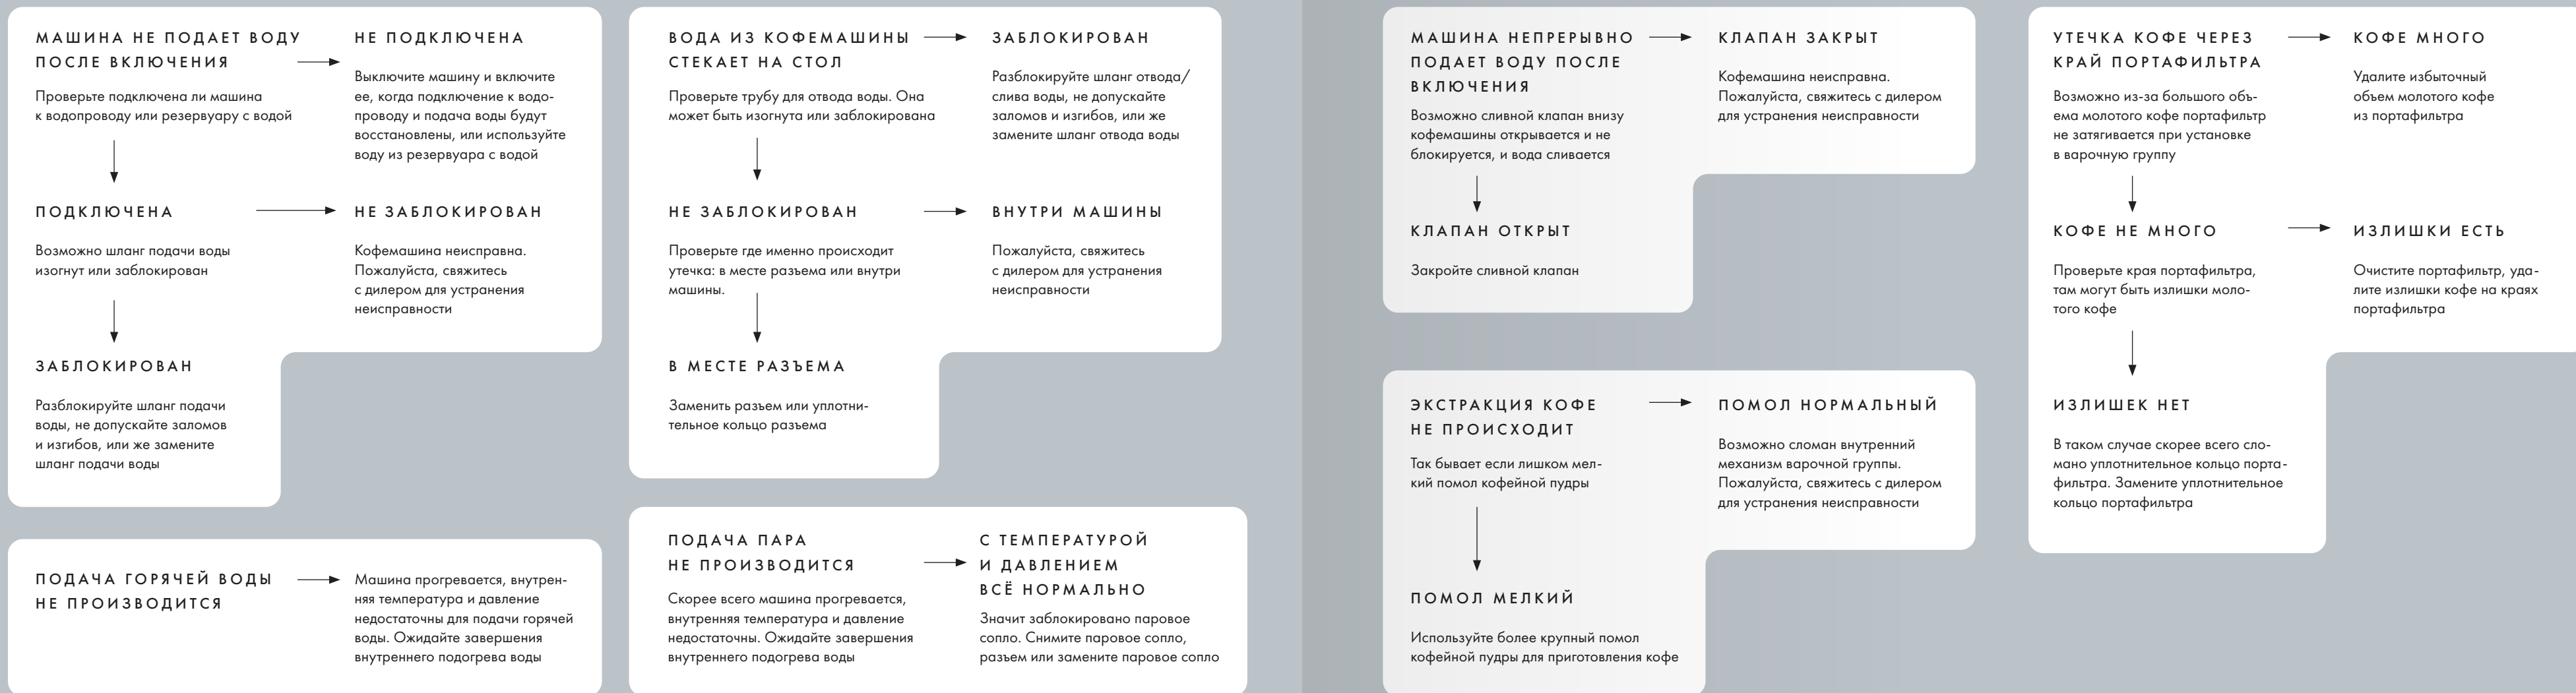 МАШИНА НЕ ПОДАЕТ ВОДУ
ПОСЛЕ ВКЛЮЧЕНИЯ
Проверьте подключена ли машина
к водопроводу или резервуару с водой
НЕ ПОДКЛЮЧЕНА
Выключите машину и включите
ее, когда подключение к водо-
проводу и подача воды будут
восстановлены, или используйте
воду из резервуара с водой
ПОДКЛЮЧЕНА
Возможно шланг подачи воды
изогнут или заблокирован
НЕ ЗАБЛОКИРОВАН
Кофемашина неисправна.
Пожалуйста, свяжитесь
с дилером для устранения
неисправности
ЗАБЛОКИРОВАН
Разблокируйте шланг подачи
воды, не допускайте заломов
и изгибов, или же замените
шланг подачи воды
ПОДАЧА ГОРЯЧЕЙ ВОДЫ
НЕ ПРОИЗВОДИТСЯ
Машина прогревается, внутрен-
няя температура и давление
недостаточны для подачи горячей
воды. Ожидайте завершения
внутреннего подогрева воды
ВОДА ИЗ КОФЕМАШИНЫ
СТЕКАЕТ НА СТОЛ
Проверьте трубу для отвода воды. Она
может быть изогнута или заблокирована
ЗАБЛОКИРОВАН
Разблокируйте шланг отвода/
слива воды, не допускайте
заломов и изгибов, или же
замените шланг отвода воды
НЕ ЗАБЛОКИРОВАН
Проверьте где именно происходит
утечка: в месте разъема или внутри
машины.
ВНУТРИ МАШИНЫ
Пожалуйста, свяжитесь
с дилером для устранения
неисправности
В МЕСТЕ РАЗЪЕМА
Заменить разъем или уплотни-
тельное кольцо разъема
ПОДАЧА ПАРА
НЕ ПРОИЗВОДИТСЯ
Скорее всего машина прогревается,
внутренняя температура и давление
недостаточны. Ожидайте завершения
внутреннего подогрева воды
С ТЕМПЕРАТУРОЙ
И ДАВЛЕНИЕМ
ВСЁ НОРМАЛЬНО
Значит заблокировано паровое
сопло. Снимите паровое сопло,
разъем или замените паровое сопло
МАШИНА НЕПРЕРЫВНО
ПОДАЕТ ВОДУ ПОСЛЕ
ВКЛЮЧЕНИЯ
Возможно сливной клапан внизу
кофемашины открывается и не
блокируется, и вода сливается
КЛАПАН ЗАКРЫТ
Кофемашина неисправна.
Пожалуйста, свяжитесь с дилером
для устранения неисправности
КЛАПАН ОТКРЫТ
Закройте сливной клапан
ЭКСТРАКЦИЯ КОФЕ
НЕ ПРОИСХОДИТ
Так бывает если лишком мел-
кий помол кофейной пудры
ПОМОЛ НОРМАЛЬНЫЙ
Возможно сломан внутренний
механизм варочной группы.
Пожалуйста, свяжитесь с дилером
для устранения неисправности
ПОМОЛ МЕЛКИЙ
Используйте более крупный помол
кофейной пудры для приготовления кофе
УТЕЧКА КОФЕ ЧЕРЕЗ
КРАЙ ПОРТАФИЛЬТРА
Возможно из-за большого объ-
ема молотого кофе портафильтр
не затягивается при установке
в варочную группу
КОФЕ МНОГО
Удалите избыточный
объем молотого кофе
из портафильтра
КОФЕ НЕ МНОГО
Проверьте края портафильтра,
там могут быть излишки моло-
того кофе
ИЗЛИШКИ ЕСТЬ
Очистите портафильтр, уда-
лите излишки кофе на краях
портафильтра
ИЗЛИШЕК НЕТ
В таком случае скорее всего сло-
мано уплотнительное кольцо порта-
фильтра. Замените уплотнительное
кольцо портафильтра